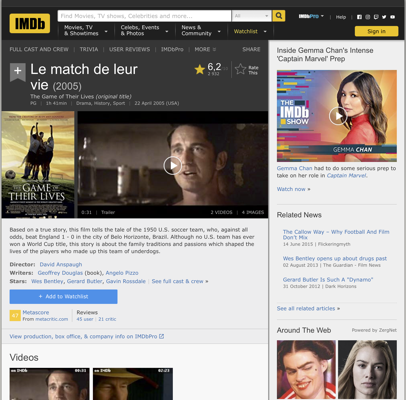 IMDb
Find Movies, TV shows, Celebrities and more...
All
IMDbPro
Help
Movies, TV
& Showtimes
Celebs, Events
& Photos
News &
Community
Watchlist
Sign in
FULL CAST AND CREW | TRIVIA | USER REVIEWS | IMDbPro | MORE
SHARE
Le match de leur
vie (2005)
The Game of Their Lives (original title)
PG | 1h 41min | Drama, History, Sport | 22 April 2005 (USA)
6,2
Rate
This
THE GAME OF
THEIR LIVES
0:31 | Trailer
2 VIDEOS | 4 IMAGES
Based on a true story, this film tells the tale of the 1950 U.S. soccer team, who, against all
odds, beat England 1 - 0 in the city of Belo Horizonte, Brazil. Although no U.S. team has ever
won a World Cup title, this story is about the family traditions and passions which shaped
the lives of the players who made up this team of underdogs.
Director: David Anspaugh
Writers: Geoffrey Douglas (book), Angelo Pizzo
Stars: Wes Bentley, Gerard Butler, Gavin Rossdale | See full cast & crew »
+ Add to Watchlist
47
Metascore
From metacritic.com
Reviews
45 user | 21 critic
View production, box office, & company info on IMDbPro
Videos
00:31
00:32
Inside Gemma Chan's Intense
'Captain Marvel' Prep
THE
IMDb
SHOW
GEMMA CHAN
Gemma Chan had to do some serious prep
to take on her role in Captain Marvel.
Watch now »
Related News
The Callow Way – Why Football And Film
Don't Mix
14 June 2015 | Flickeringmyth
Wes Bentley opens up about drugs past
02 August 2013 | The Guardian - Film News
Gerard Butler Is Such A "Dynamo"
31 October 2012 | Dark Horizons
See all related articles »
Around The Web
Powered by ZergNet